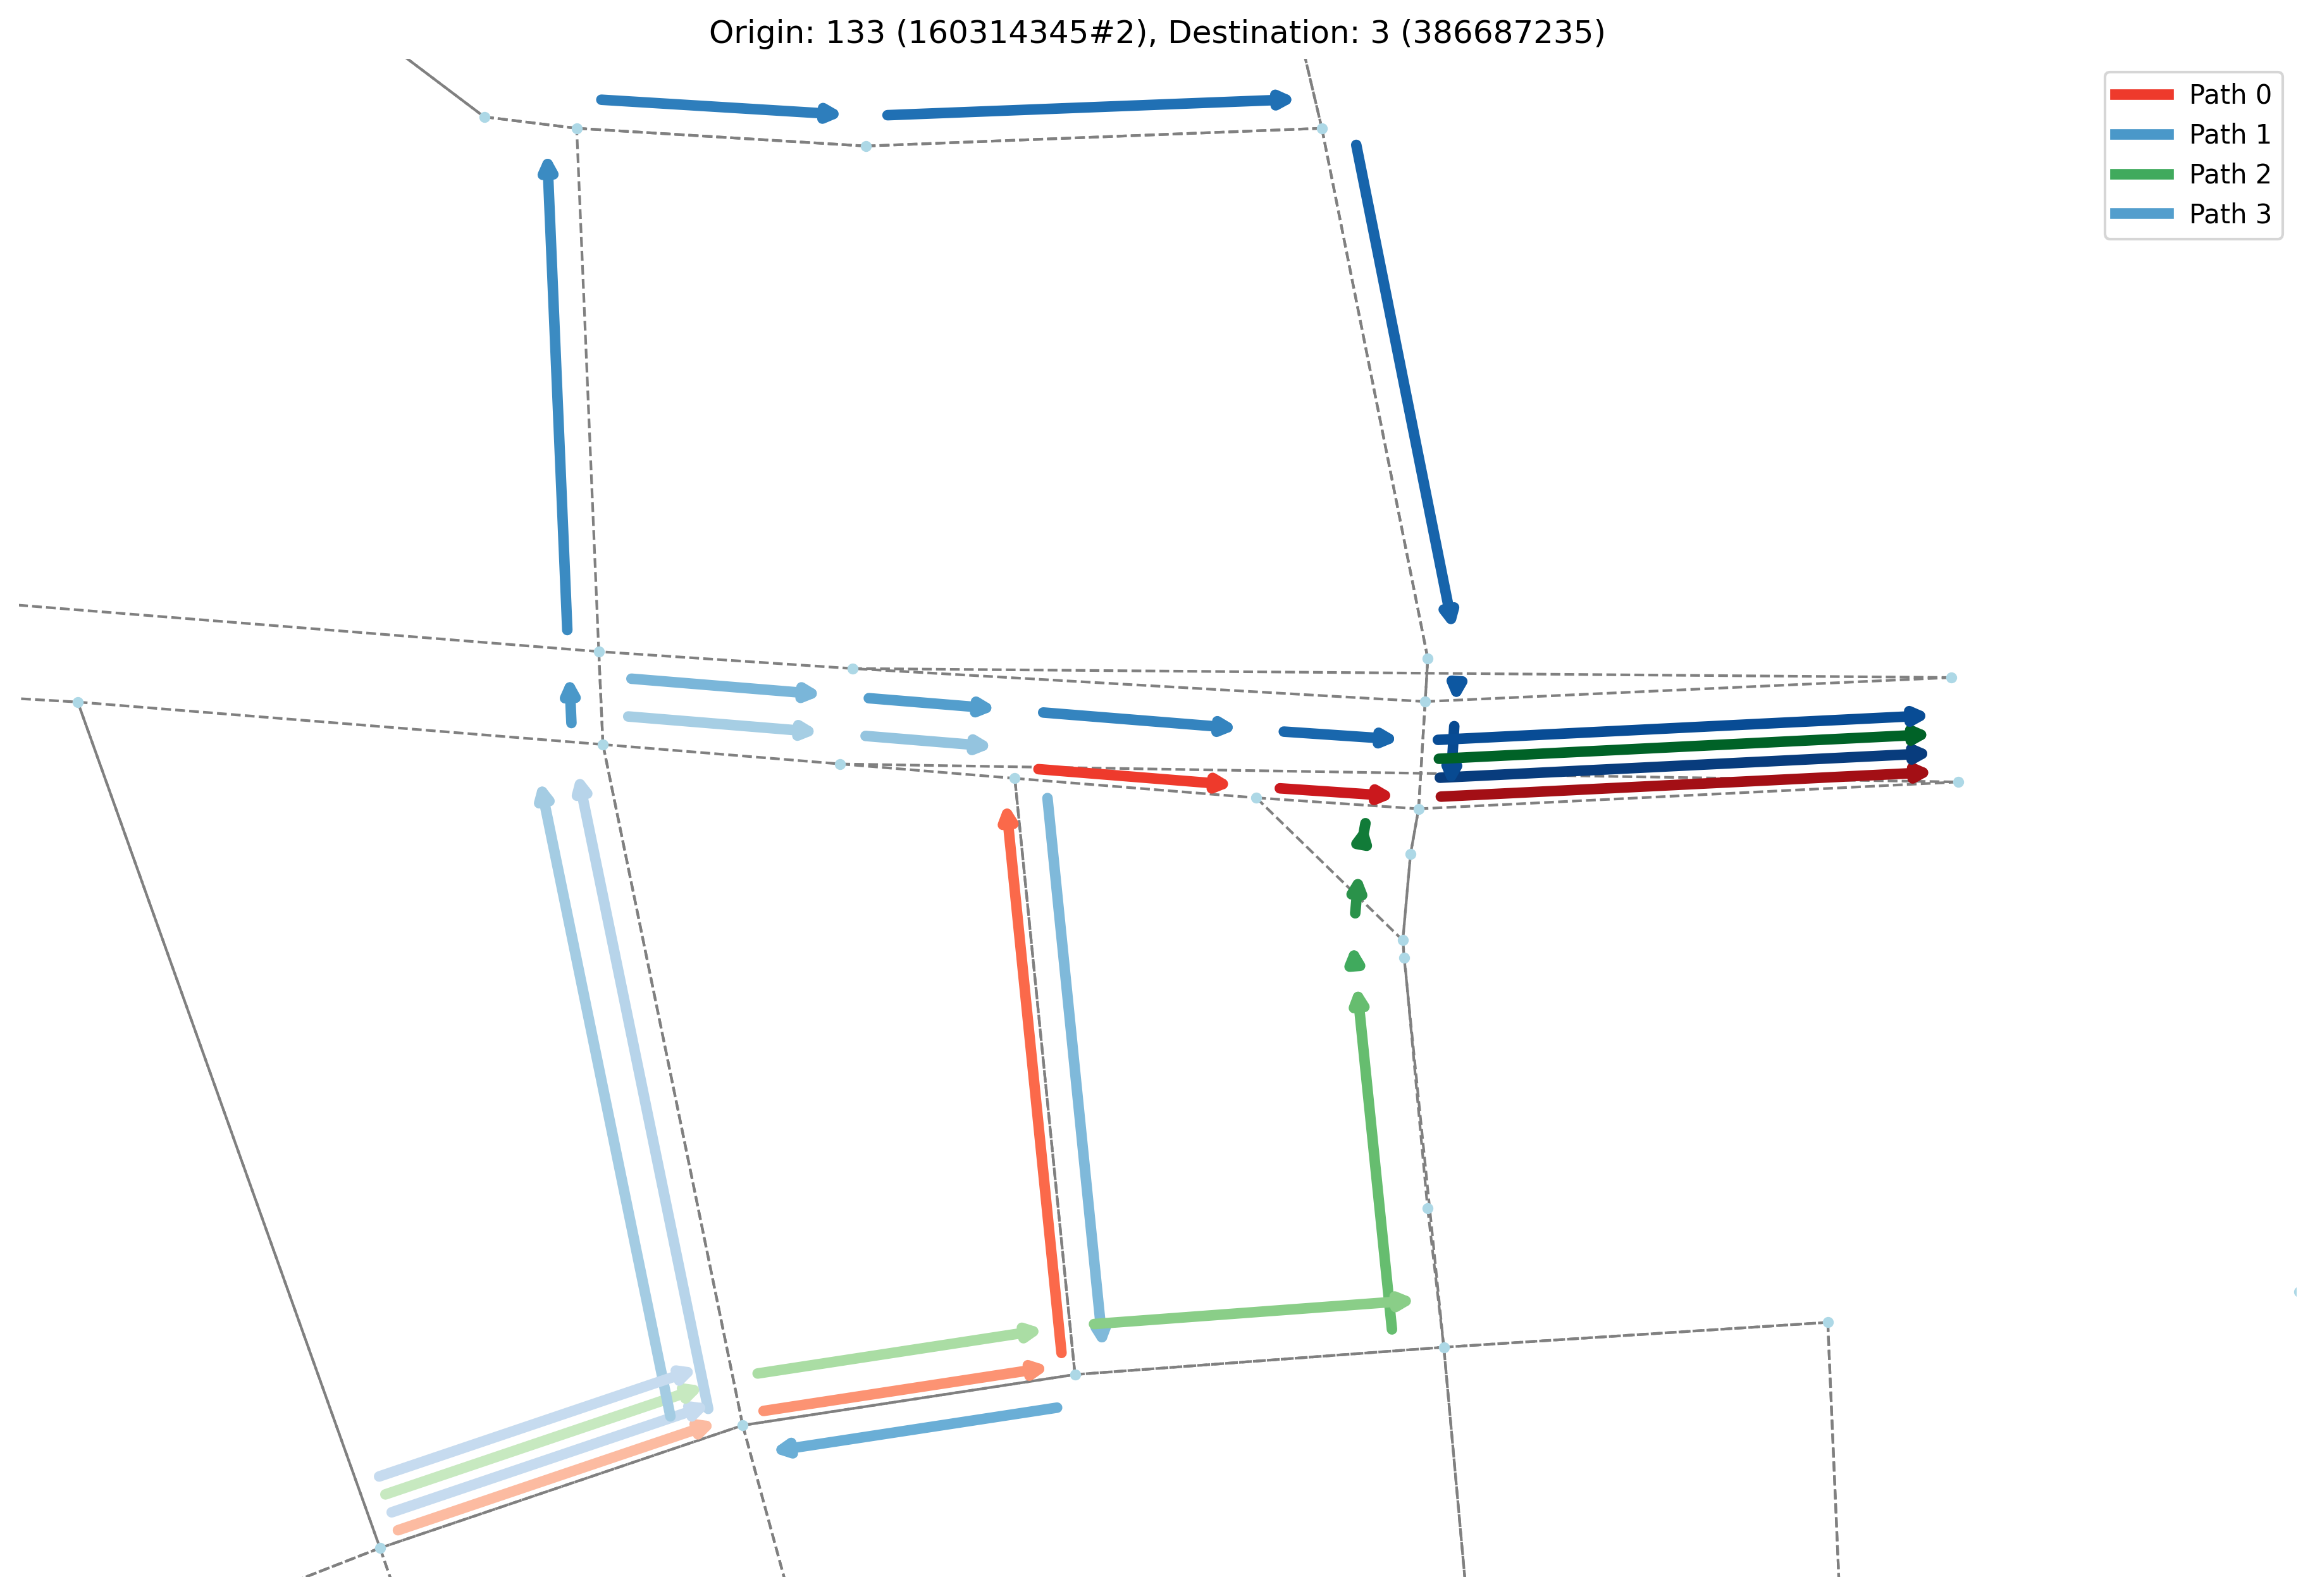 Origin: 133 (160314345#2), Destination: 3 (386687235)
Path 0
Path 1
Path 2
Path 3